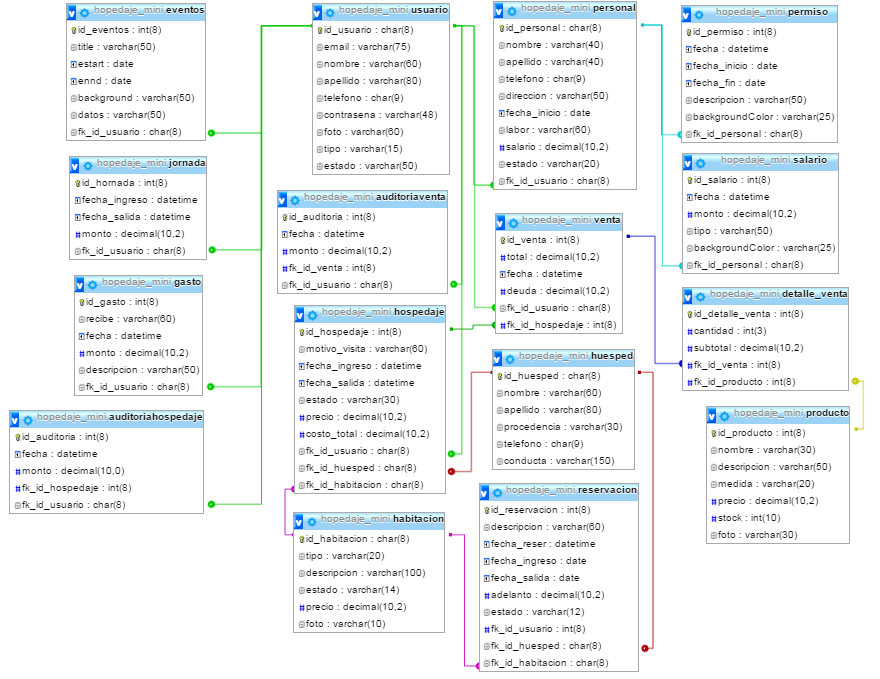 hopedaje_mini eventos
id_eventos : int(8)
title : varchar(50)
estart : date
ennd : date
background : varchar(50)
datos : varchar(50)
fk_id_usuario : char(8)
hopedaje_mini jornada
id_hornada : int(8)
fecha_ingreso : datetime
fecha_salida : datetime
monto : decimal(10,2)
fk_id_usuario : char(8)
hopedaje_mini gasto
id_gasto : int(8)
recibe : varchar(60)
fecha : datetime
monto : decimal(10,2)
descripcion : varchar(50)
fk_id_usuario : char(8)
hopedaje_mini auditoriahospedaje
id_auditoria : int(8)
fecha : datetime
monto : decimal(10,0)
fk_id_hospedaje : int(8)
fk_id_usuario : char(8)
hopedaje_mini usuario
id_usuario : char(8)
email : varchar(75)
nombre : varchar(60)
apellido : varchar(80)
telefono : char(9)
contrasena : varchar(48)
foto : varchar(60)
tipo : varchar(15)
estado : varchar(50)
hopedaje_mini auditoriaventa
id_auditoria : int(8)
fecha : datetime
monto : decimal(10,2)
fk_id_venta : int(8)
fk_id_usuario : char(8)
hopedaje_mini hospedaje
id_hospedaje : int(8)
motivo_visita : varchar(60)
fecha_ingreso : datetime
fecha_salida : datetime
estado : varchar(30)
precio : decimal(10,2)
costo_total : decimal(10,2)
fk_id_usuario : char(8)
fk_id_huesped : char(8)
fk_id_habitacion : char(8)
hopedaje_mini habitacion
id_habitacion : char(8)
tipo : varchar(20)
descripcion : varchar(100)
estado : varchar(14)
precio : decimal(10,2)
foto : varchar(10)
hopedaje_mini personal
id_personal : char(8)
nombre : varchar(40)
apellido : varchar(40)
telefono : char(9)
direccion : varchar(50)
fecha_inicio : date
labor : varchar(60)
salario : decimal(10,2)
estado : varchar(20)
fk_id_usuario : char(8)
hopedaje_mini venta
id_venta : int(8)
total : decimal(10,2)
fecha : datetime
deuda : decimal(10,2)
fk_id_usuario : char(8)
fk_id_hospedaje : int(8)
hopedaje_mini huesped
id_huesped : char(8)
nombre : varchar(60)
apellido : varchar(80)
procedencia : varchar(30)
telefono : char(9)
conducta : varchar(150)
hopedaje_mini reservacion
id_reservacion : int(8)
descripcion : varchar(60)
fecha_reser : datetime
fecha_ingreso : date
fecha_salida : date
adelanto : decimal(10,2)
estado : varchar(12)
fk_id_usuario : int(8)
fk_id_huesped : char(8)
fk_id_habitacion : char(8)
hopedaje_mini permiso
id_permiso : int(8)
fecha : datetime
fecha_inicio : date
fecha_fin : date
descripcion : varchar(50)
backgroundColor : varchar(25)
fk_id_personal : char(8)
hopedaje_mini salario
id_salario : int(8)
fecha : datetime
monto : decimal(10,2)
tipo : varchar(50)
backgroundColor : varchar(25)
fk_id_personal : char(8)
hopedaje_mini detalle_venta
id_detalle_venta : int(8)
cantidad : int(3)
subtotal : decimal(10,2)
fk_id_venta : int(8)
fk_id_producto : int(8)
hopedaje_mini producto
id_producto : int(8)
nombre : varchar(30)
descripcion : varchar(50)
medida : varchar(20)
precio : decimal(10,2)
stock : int(10)
foto : varchar(30)